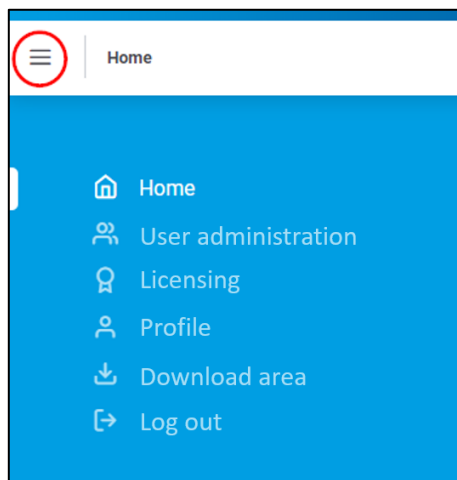 Home
Home
User administration
Licensing
Profile
Download area
Log out